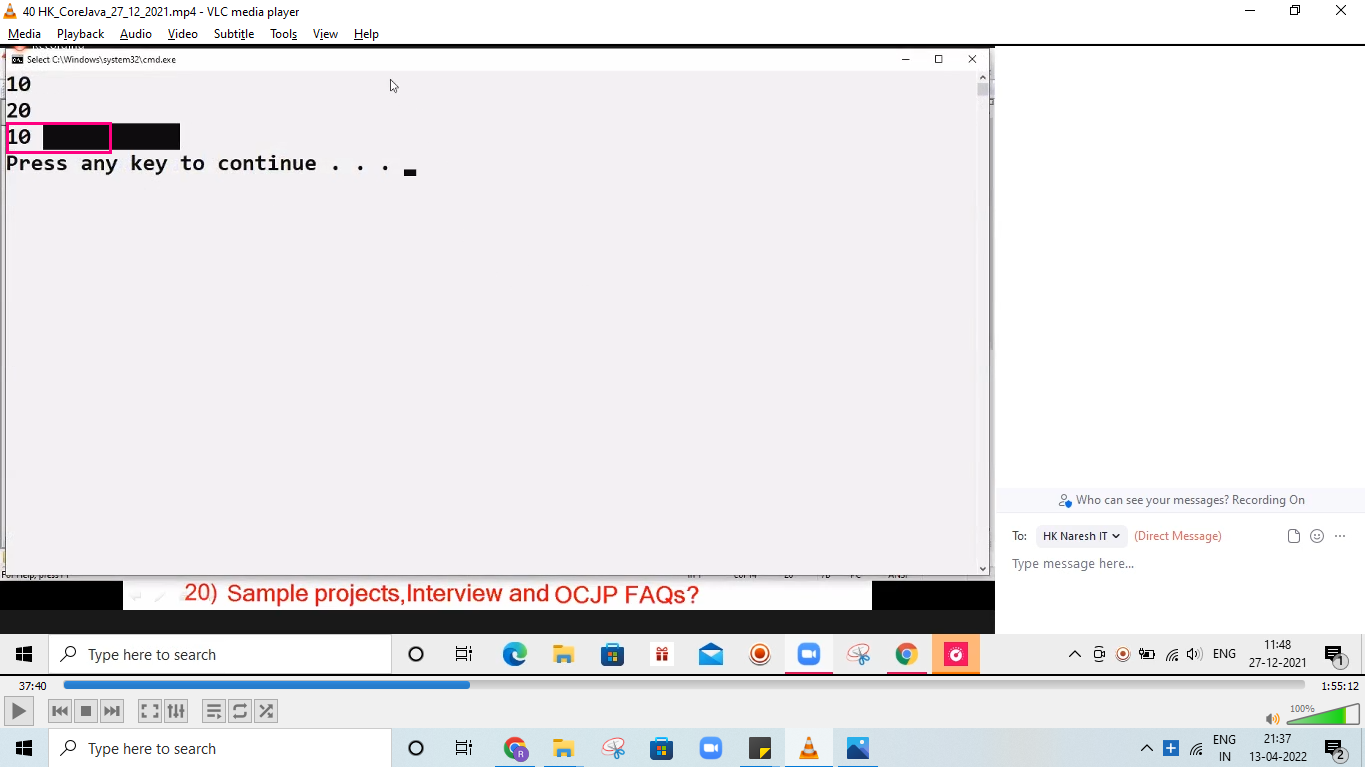 40 HK_CoreJava_27_12_2021.mp4 - VLC media player
Media Playback Audio Video Subtitle Tools View Help
Select C:\Windows\system32\cmd.exe
10
20
10
Press any key to continue . . .
Who can see your messages? Recording On
To: HK Naresh IT (Direct Message)
Type message here...
20) Sample projects,Interview and OCJP FAQs?
Type here to search
ENG
11:48
27-12-2021
1
37:40
1:55:12
100%
Type here to search
ENG
IN
21:37
13-04-2022
2